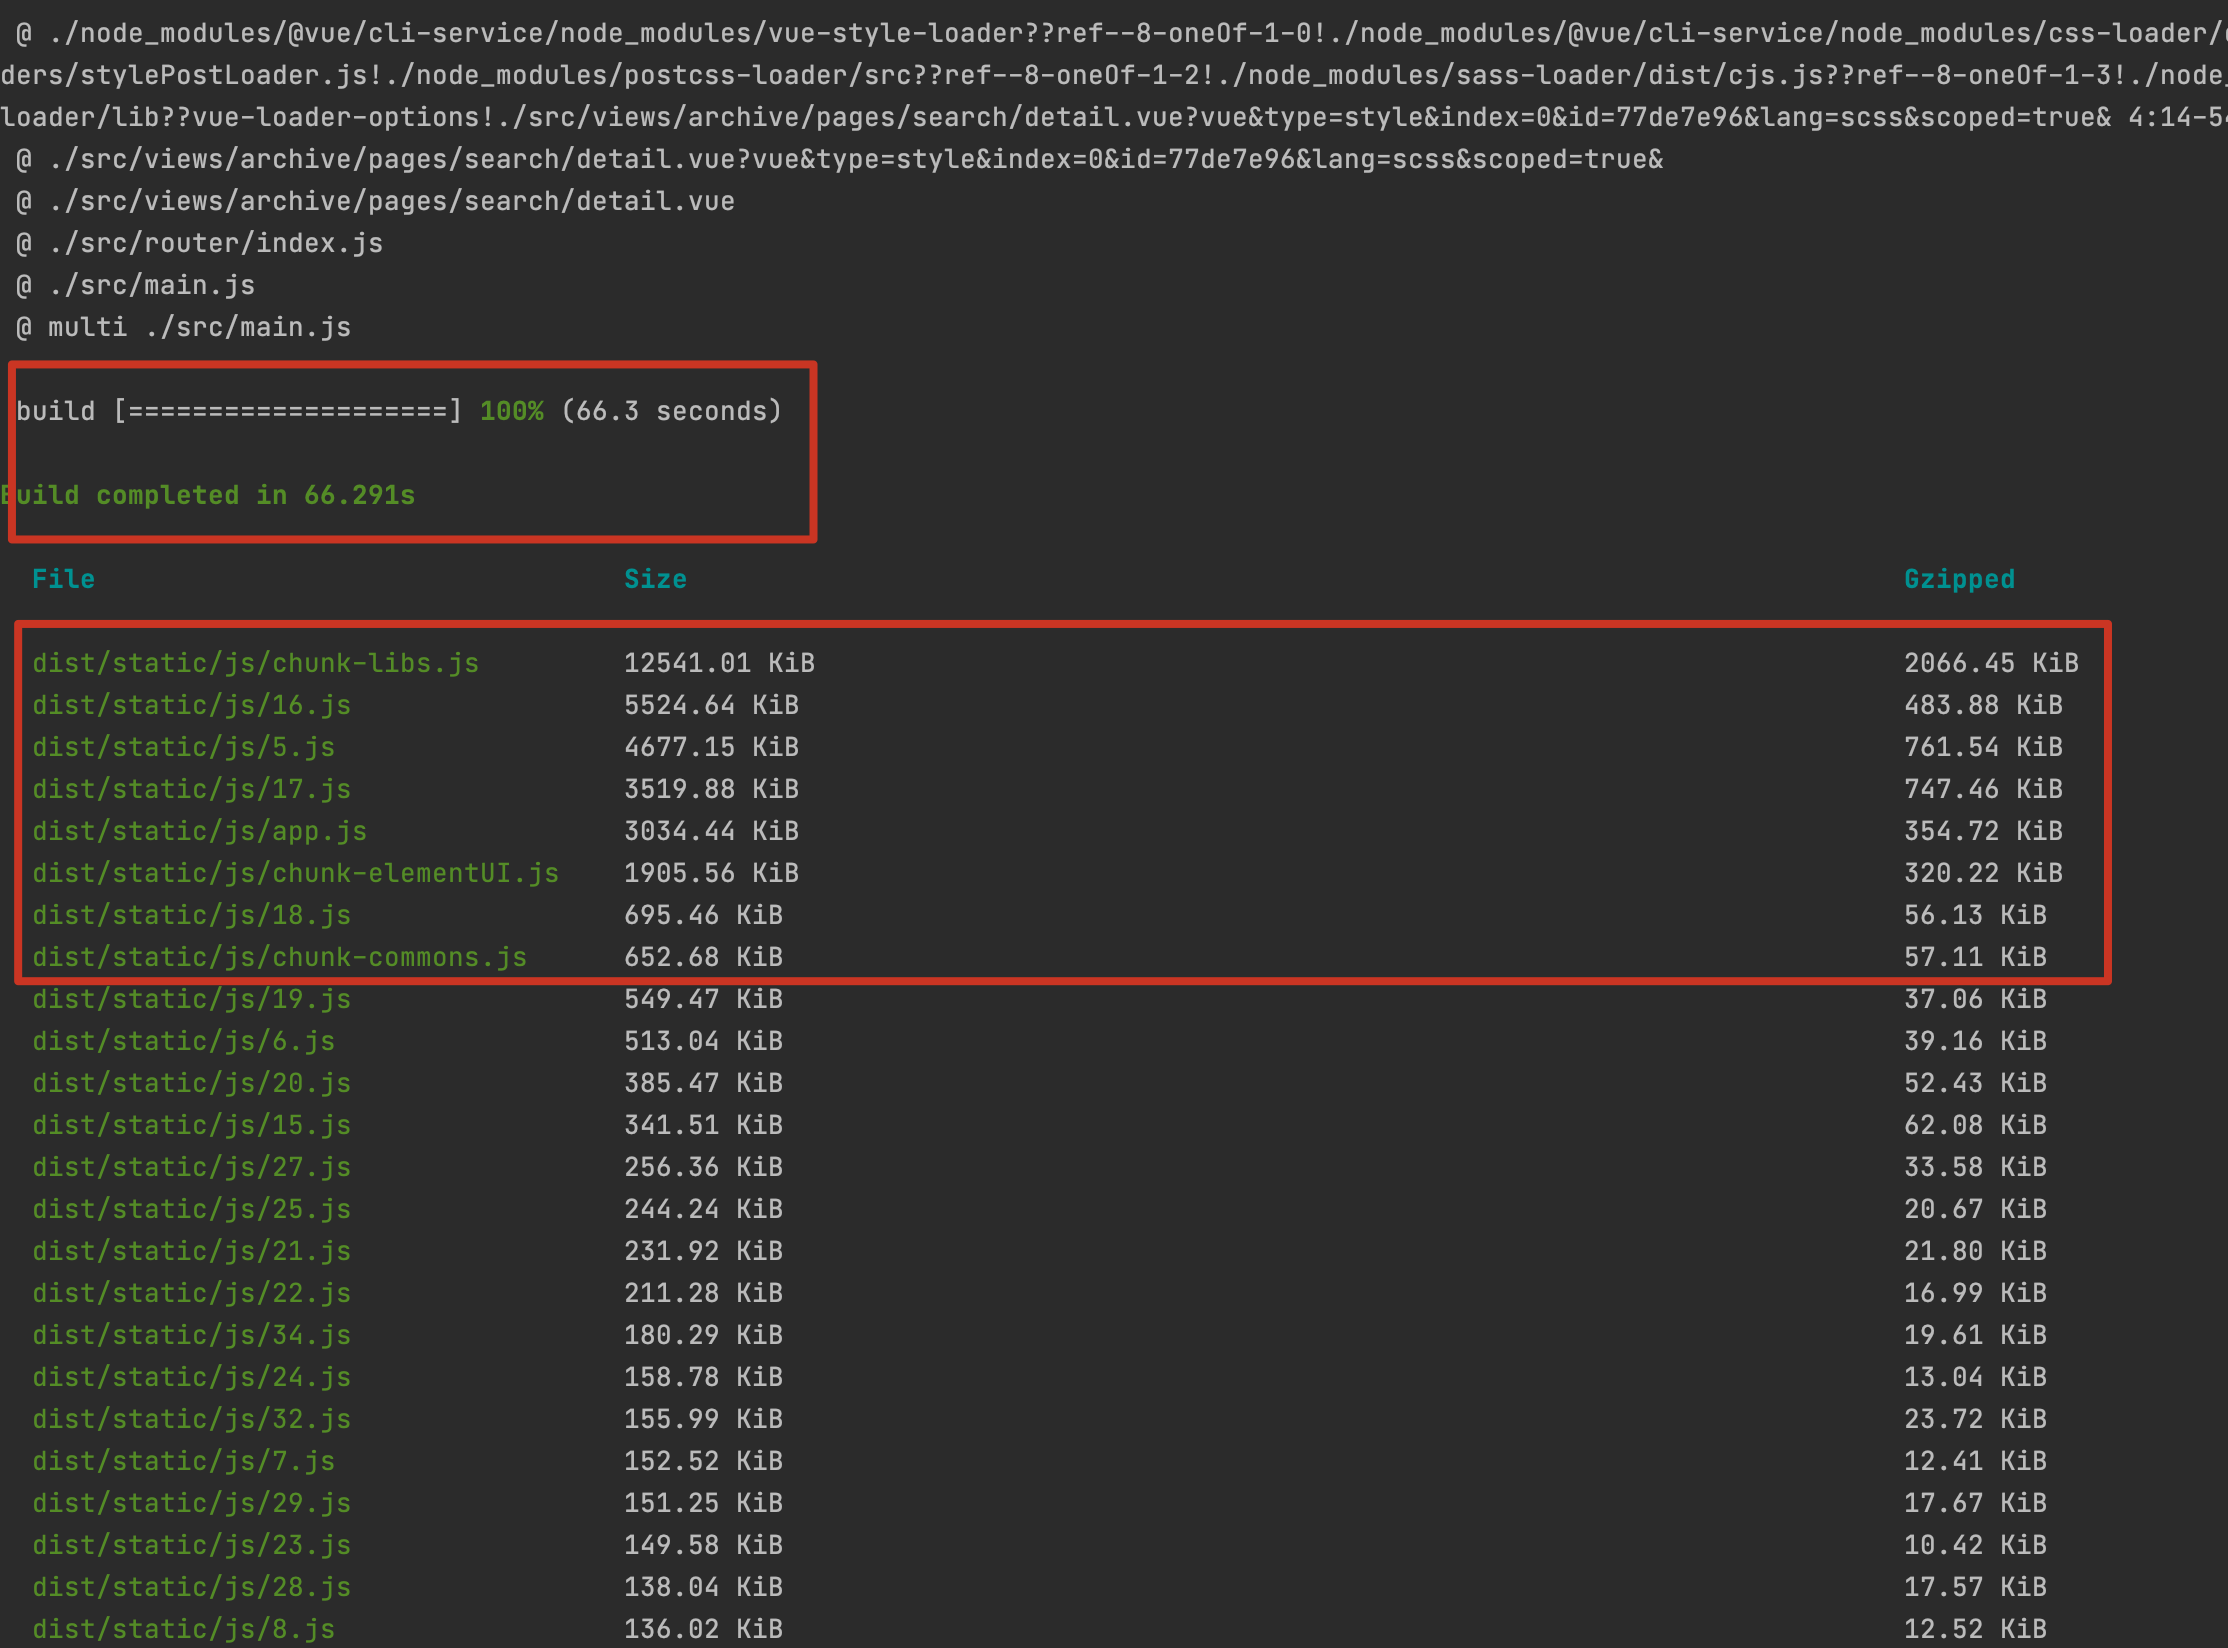 @ ./node_modules/@vue/cli-service/node_modules/vue-style-loader??ref--8-oneOf-1-0!./node_modules/@vue/cli-service/node_modules/css-loader/
ders/stylePostLoader.js!./node_modules/postcss-loader/src??ref--8-oneOf-1-2!./node_modules/sass-loader/dist/cjs.js??ref--8-oneOf-1-3!./node_
loader/lib??vue-loader-options!./src/views/archive/pages/search/detail.vue?vue&type=style&index=0&id=77de7e96&lang=scss&scoped=true& 4:14-54
@ ./src/views/archive/pages/search/detail.vue?vue&type=style&index=0&id=77de7e96&lang=scss&scoped=true&
@ ./src/views/archive/pages/search/detail.vue
@ ./src/router/index.js
@ ./src/main.js
@ multi ./src/main.js
build [====================] 100% (66.3 seconds)
Build completed in 66.291s
File Size Gzipped
dist/static/js/chunk-libs.js 12541.01 KiB 2066.45 KiB
dist/static/js/16.js 5524.64 KiB 483.88 KiB
dist/static/js/5.js 4677.15 KiB 761.54 KiB
dist/static/js/17.js 3519.88 KiB 747.46 KiB
dist/static/js/app.js 3034.44 KiB 354.72 KiB
dist/static/js/chunk-elementUI.js 1905.56 KiB 320.22 KiB
dist/static/js/18.js 695.46 KiB 56.13 KiB
dist/static/js/chunk-commons.js 652.68 KiB 57.11 KiB
dist/static/js/19.js 549.47 KiB 37.06 KiB
dist/static/js/6.js 513.04 KiB 39.16 KiB
dist/static/js/20.js 385.47 KiB 52.43 KiB
dist/static/js/15.js 341.51 KiB 62.08 KiB
dist/static/js/27.js 256.36 KiB 33.58 KiB
dist/static/js/25.js 244.24 KiB 20.67 KiB
dist/static/js/21.js 231.92 KiB 21.80 KiB
dist/static/js/22.js 211.28 KiB 16.99 KiB
dist/static/js/34.js 180.29 KiB 19.61 KiB
dist/static/js/24.js 158.78 KiB 13.04 KiB
dist/static/js/32.js 155.99 KiB 23.72 KiB
dist/static/js/7.js 152.52 KiB 12.41 KiB
dist/static/js/29.js 151.25 KiB 17.67 KiB
dist/static/js/23.js 149.58 KiB 10.42 KiB
dist/static/js/28.js 138.04 KiB 17.57 KiB
dist/static/js/8.js 136.02 KiB 12.52 KiB